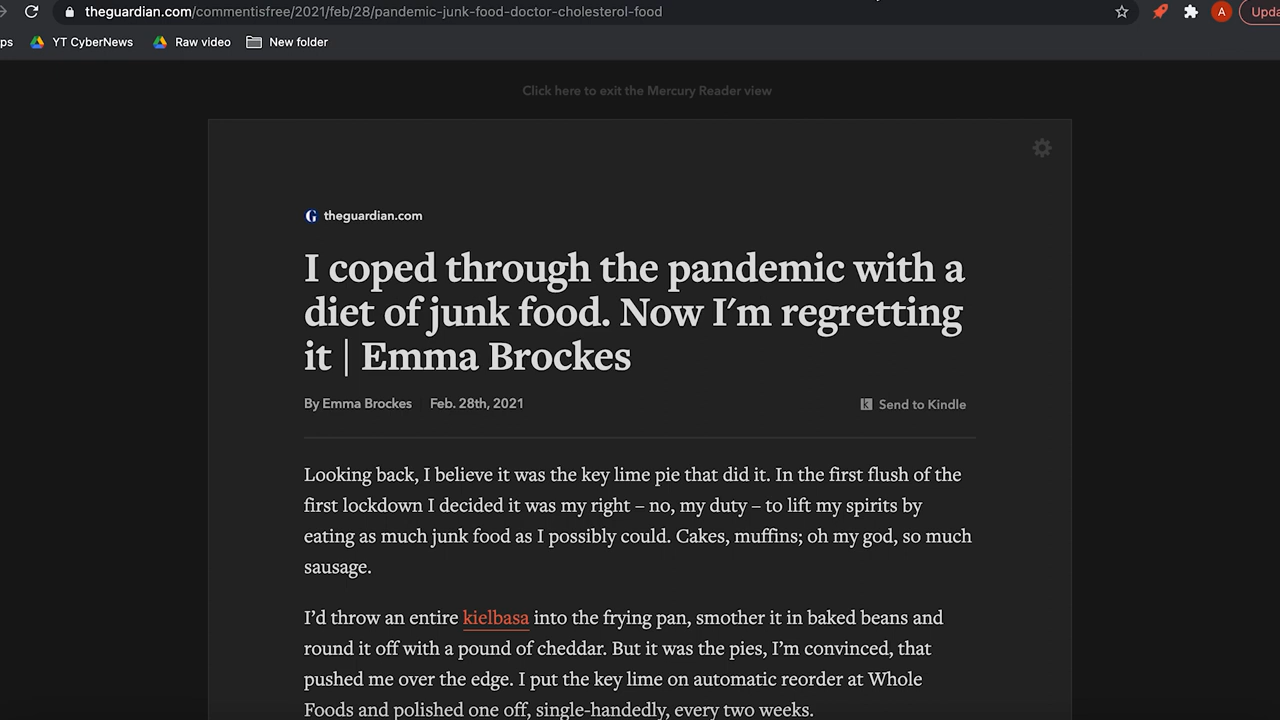 theguardian.com/commentisfree/2021/feb/28/pandemic-junk-food-doctor-cholesterol-food
A
Upda
ps
YT CyberNews
Raw video
New folder
Click here to exit the Mercury Reader view
G theguardian.com
I coped through the pandemic with a
diet of junk food. Now I'm regretting
it | Emma Brockes
By Emma Brockes Feb. 28th, 2021
k Send to Kindle
Looking back, I believe it was the key lime pie that did it. In the first flush of the
first lockdown I decided it was my right – no, my duty – to lift my spirits by
eating as much junk food as I possibly could. Cakes, muffins; oh my god, so much
sausage.
I’d throw an entire kielbasa into the frying pan, smother it in baked beans and
round it off with a pound of cheddar. But it was the pies, I’m convinced, that
pushed me over the edge. I put the key lime on automatic reorder at Whole
Foods and polished one off, single-handedly, every two weeks.